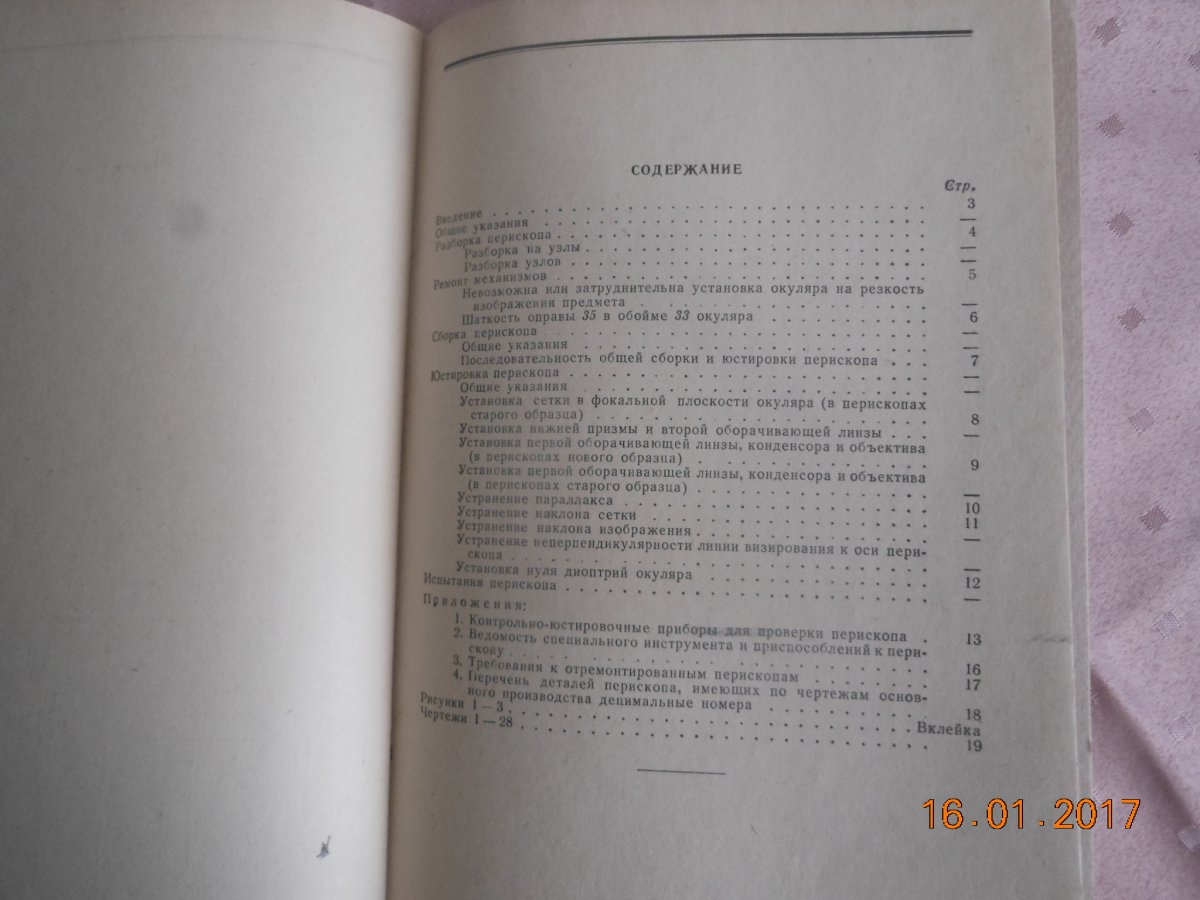 СОДЕРЖАНИЕ
Стр.
Введение . . . 3
Общие указания . . . —
Разборка перископа . . . 4
Разборка на узлы . . . —
Разборка узлов . . . —
Ремонт механизмов . . . 5
Невозможна или затруднительна установка окуляра на резкость
изображения предмета . . . —
Шаткость оправы 35 в обойме 33 окуляра . . . 6
Сборка перископа . . . —
Общие указания . . . —
Последовательность общей сборки и юстировки перископа . . . 7
Юстировка перископа . . . —
Общие указания . . . —
Установка сетки в фокальной плоскости окуляра (в перископах
старого образца) . . . 8
Установка нижней призмы и второй оборачивающей линзы . . . —
Установка первой оборачивающей линзы, конденсора и объектива
(в перископах нового образца) . . . 9
Установка первой оборачивающей линзы, конденсора и объектива
(в перископах старого образца) . . . —
Устранение параллакса . . . 10
Устранение наклона сетки . . . 11
Устранение наклона изображения . . . —
Устранение неперпендикулярности линии визирования к оси пери-
скопа . . . —
Установка нуля диоптрий окуляра . . . 12
Испытания перископа . . . —
Приложения:
1. Контрольно-юстировочные приборы для проверки перископа . 13
2. Ведомость специального инструмента и приспособлений к пери-
скопу . . . 16
3. Требования к отремонтированным перископам . . . 17
4. Перечень деталей перископа, имеющих по чертежам основ-
ного производства децимальные номера . . . 18
Рисунки 1 — 3 . . . Вклейка
Чертежи 1 — 28 . . . 19
16.01.2017